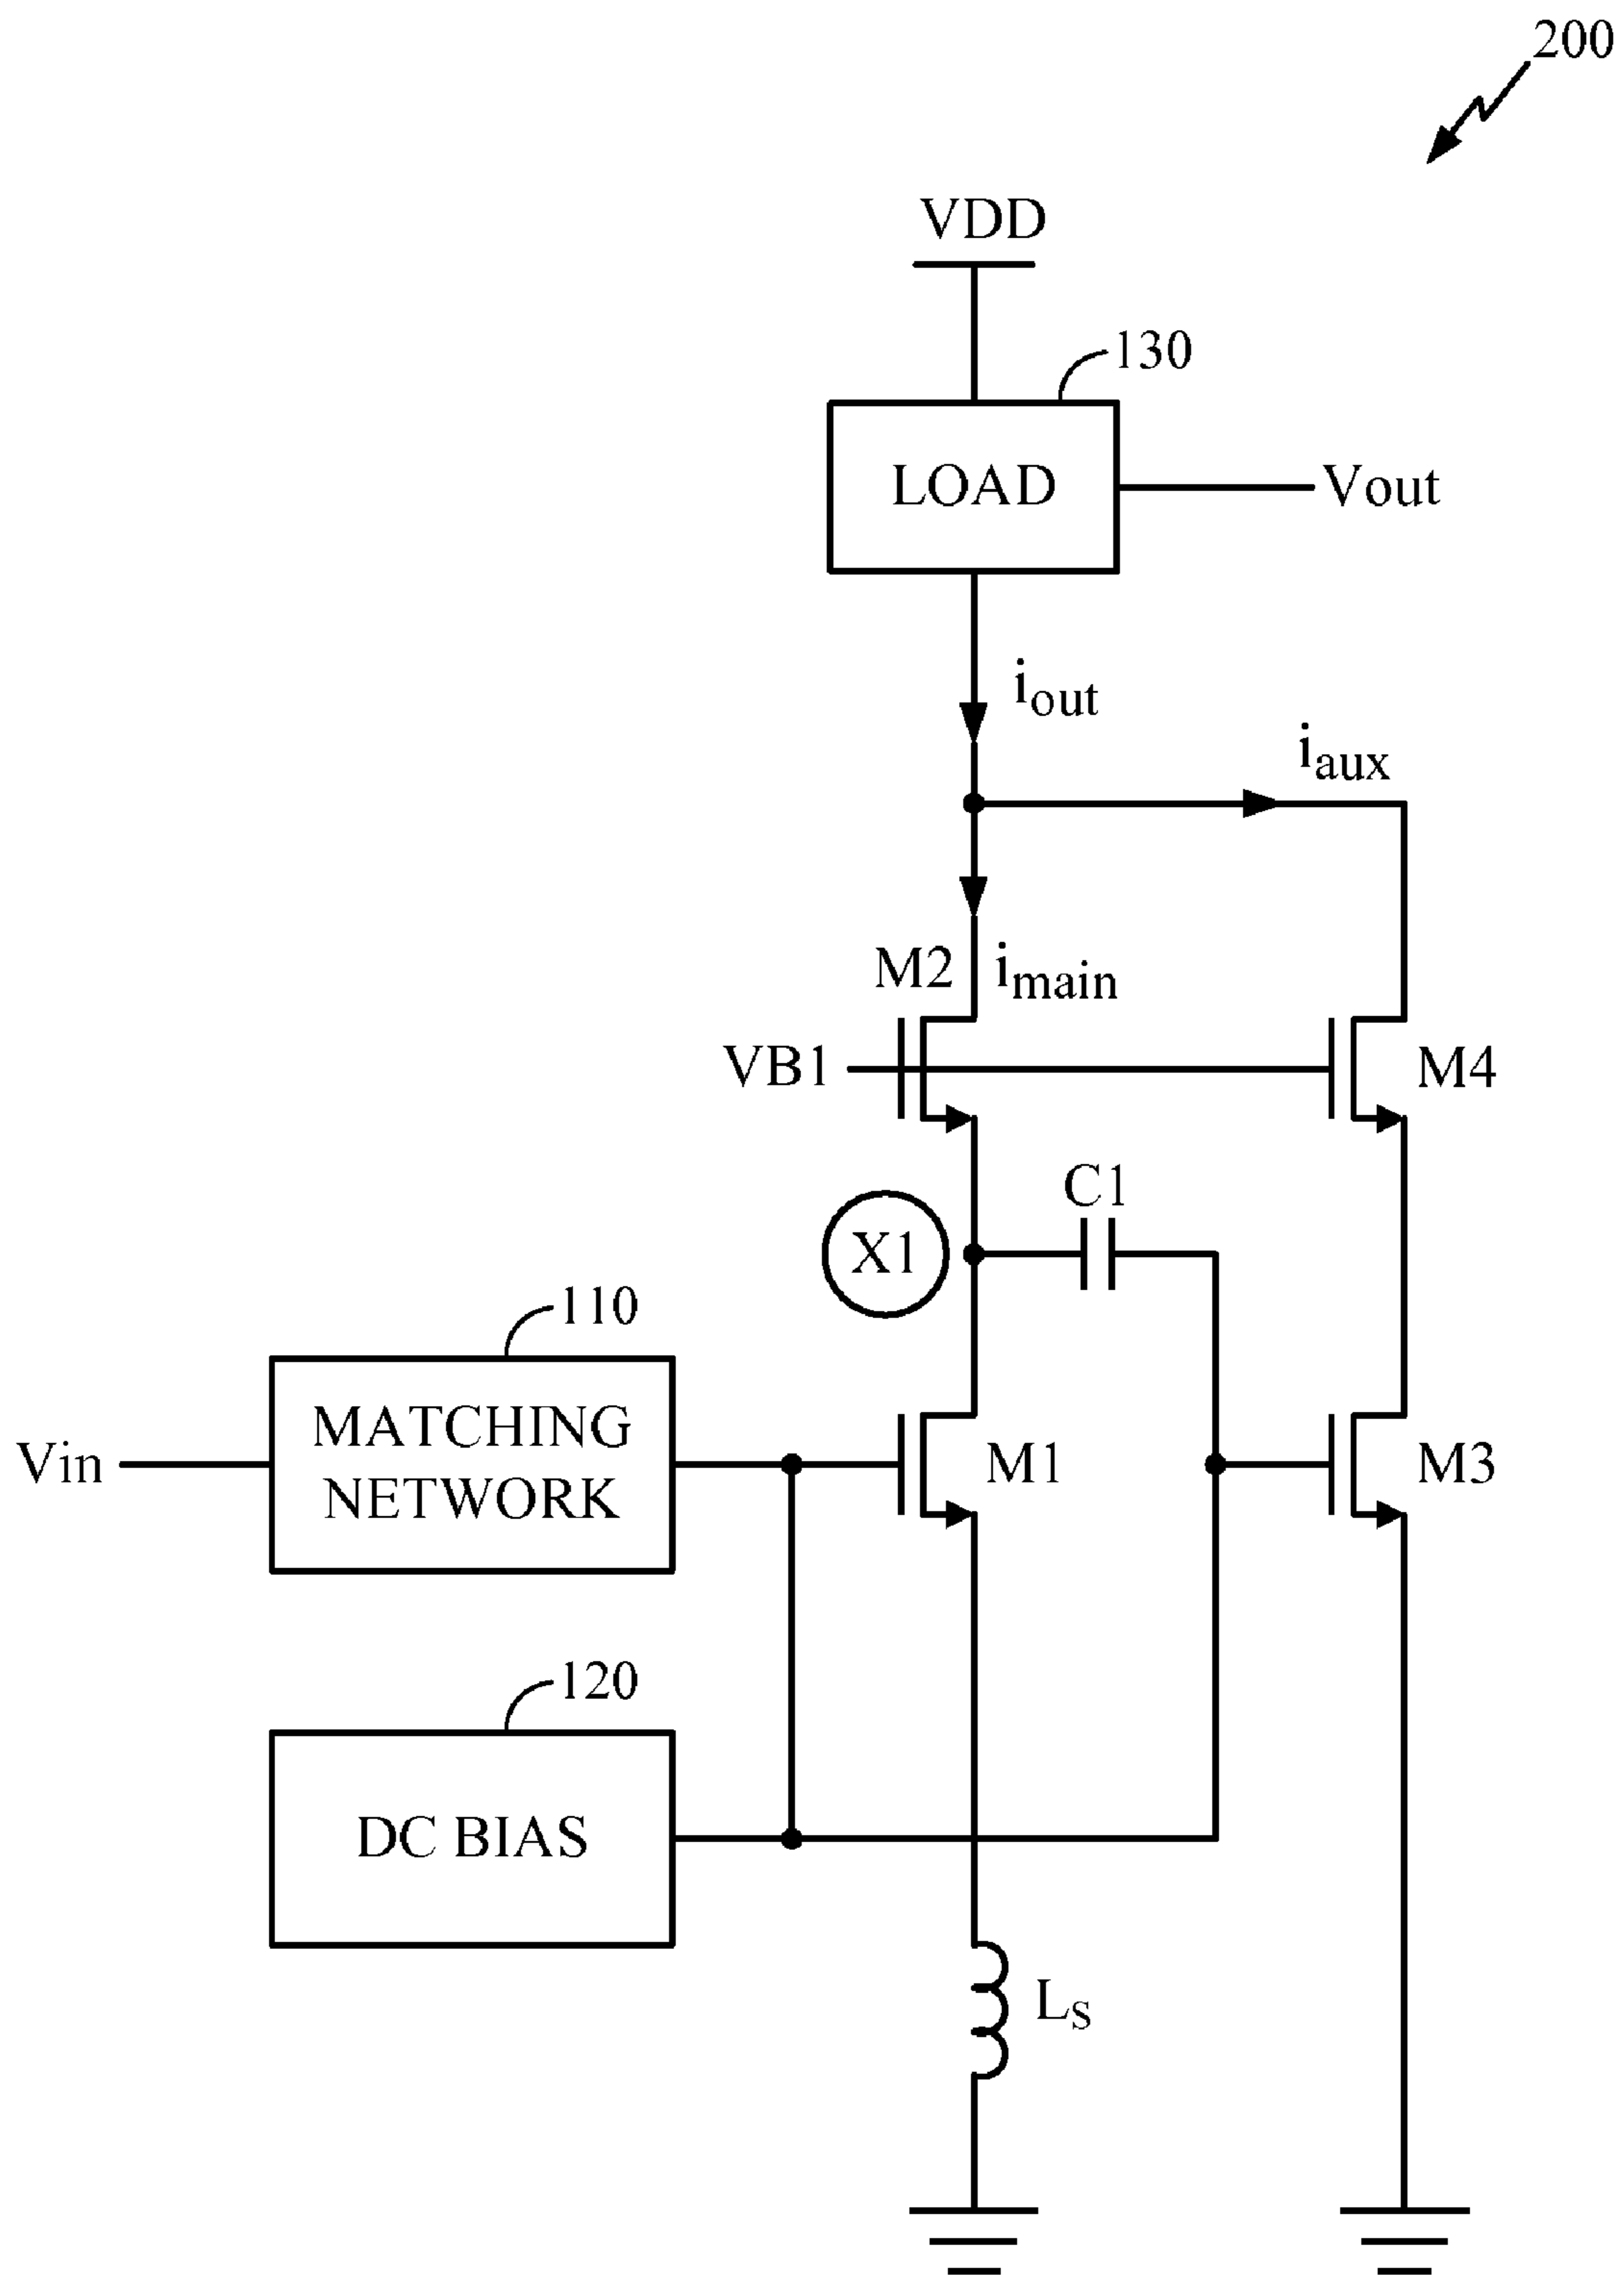 200
VDD
130
LOAD
Vout
iout
iaux
M2
imain
VB1
M4
C1
X1
110
MATCHING
NETWORK
Vin
M1
M3
120
DC BIAS
LS